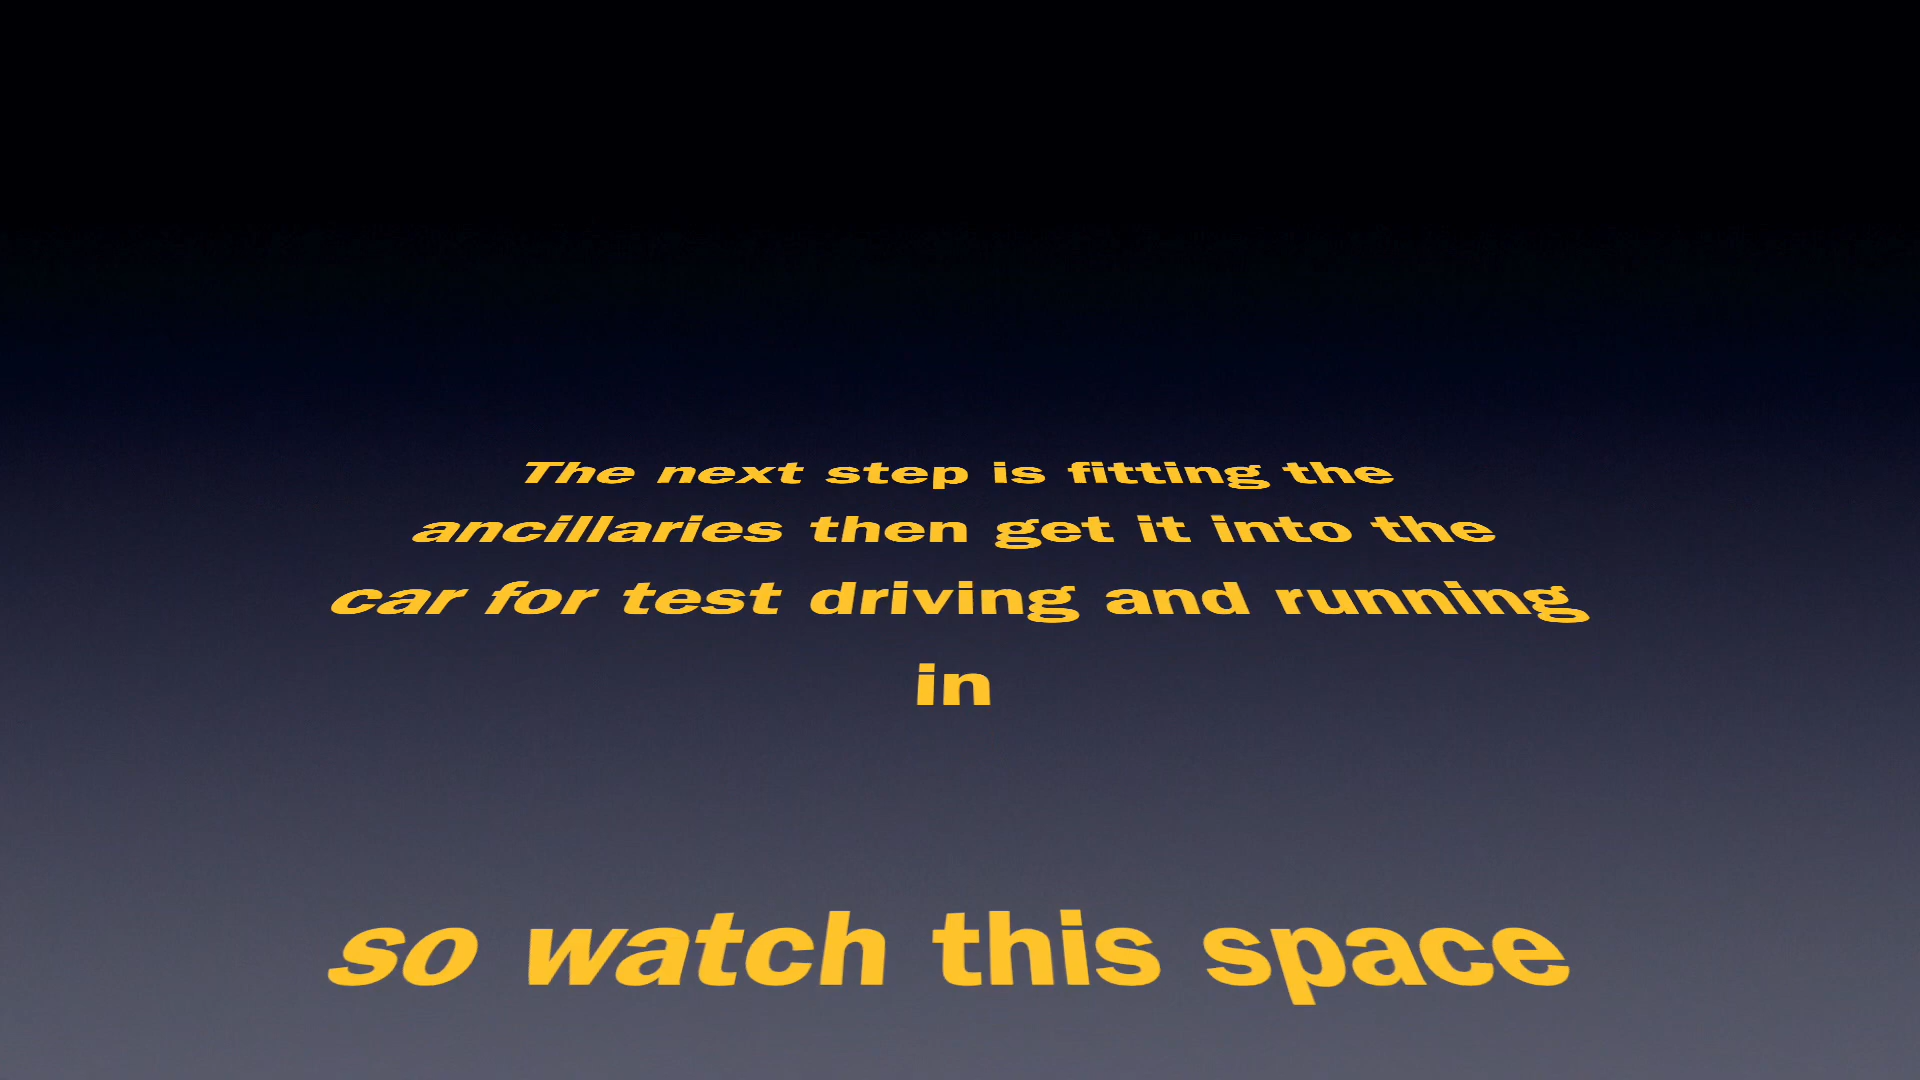 The next step is fitting the
ancillaries then get it into the
car for test driving and running
in
so watch this space